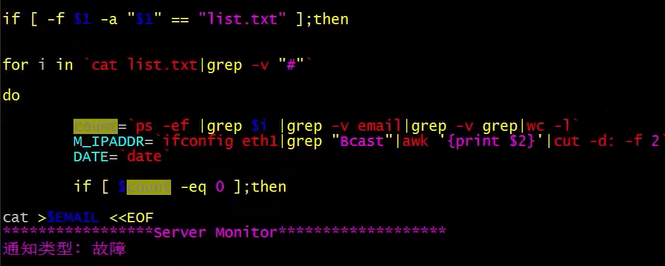 if [ -f $1 -a "$1" == "list.txt" ];then
for i in `cat list.txt|grep -v "#"`
do
count=`ps -ef |grep $i |grep -v email|grep -v grep|wc -l`
M_IPADDR=`ifconfig eth1|grep "Bcast"|awk '{print $2}'|cut -d: -f 2`
DATE=`date`
if [ $count -eq 0 ];then
cat >$EMAIL <<EOF
******************Server Monitor********************
通知类型: 故障